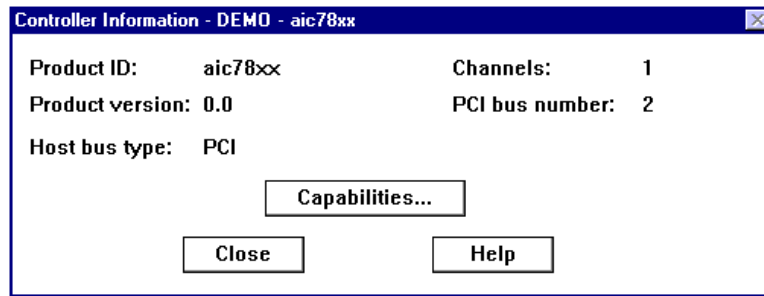 Controller Information - DEMO - aic78xx
Product ID: aic78xx Channels: 1
Product version: 0.0 PCI bus number: 2
Host bus type: PCI
Capabilities...
Close Help